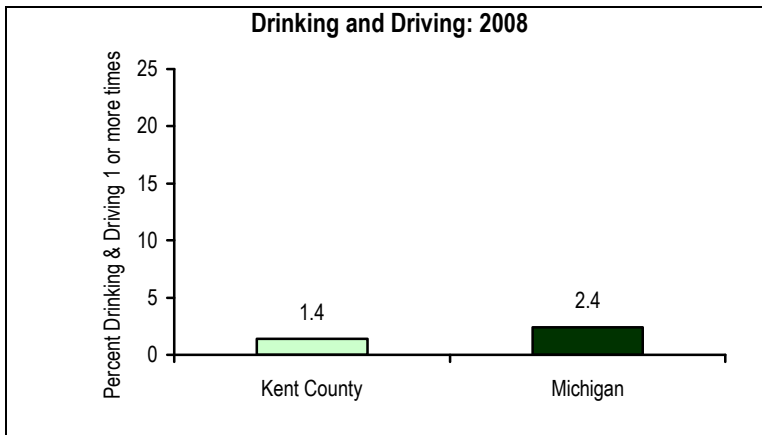 Drinking and Driving: 2008
Percent Drinking & Driving 1 or more times
25
20
15
10
5
0
1.4
2.4
Kent County
Michigan